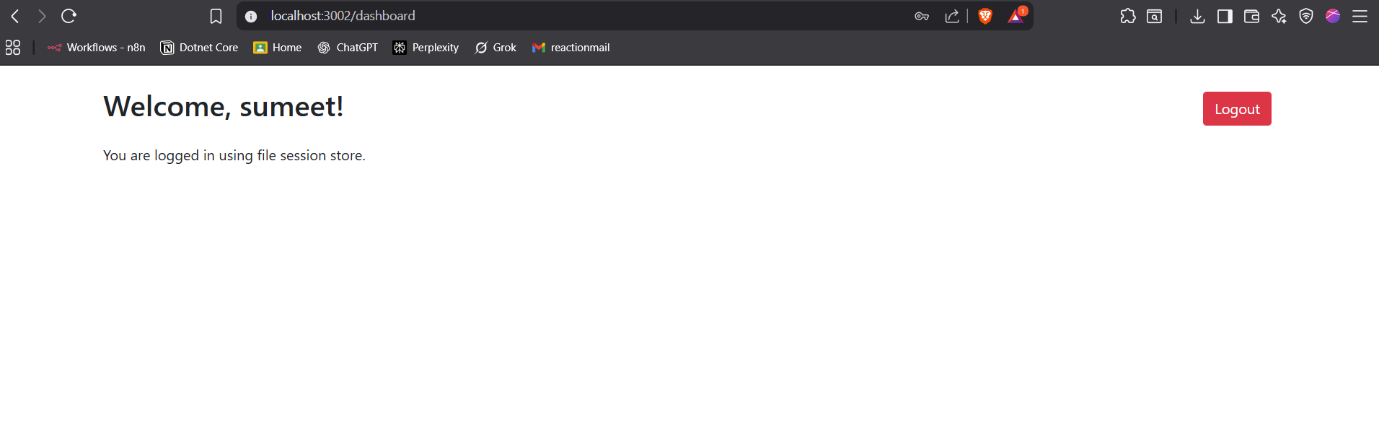 localhost:3002/dashboard
1
Workflows - n8n
Dotnet Core
Home
ChatGPT
Perplexity
Grok
reactionmail
Welcome, sumeet!
Logout
You are logged in using file session store.